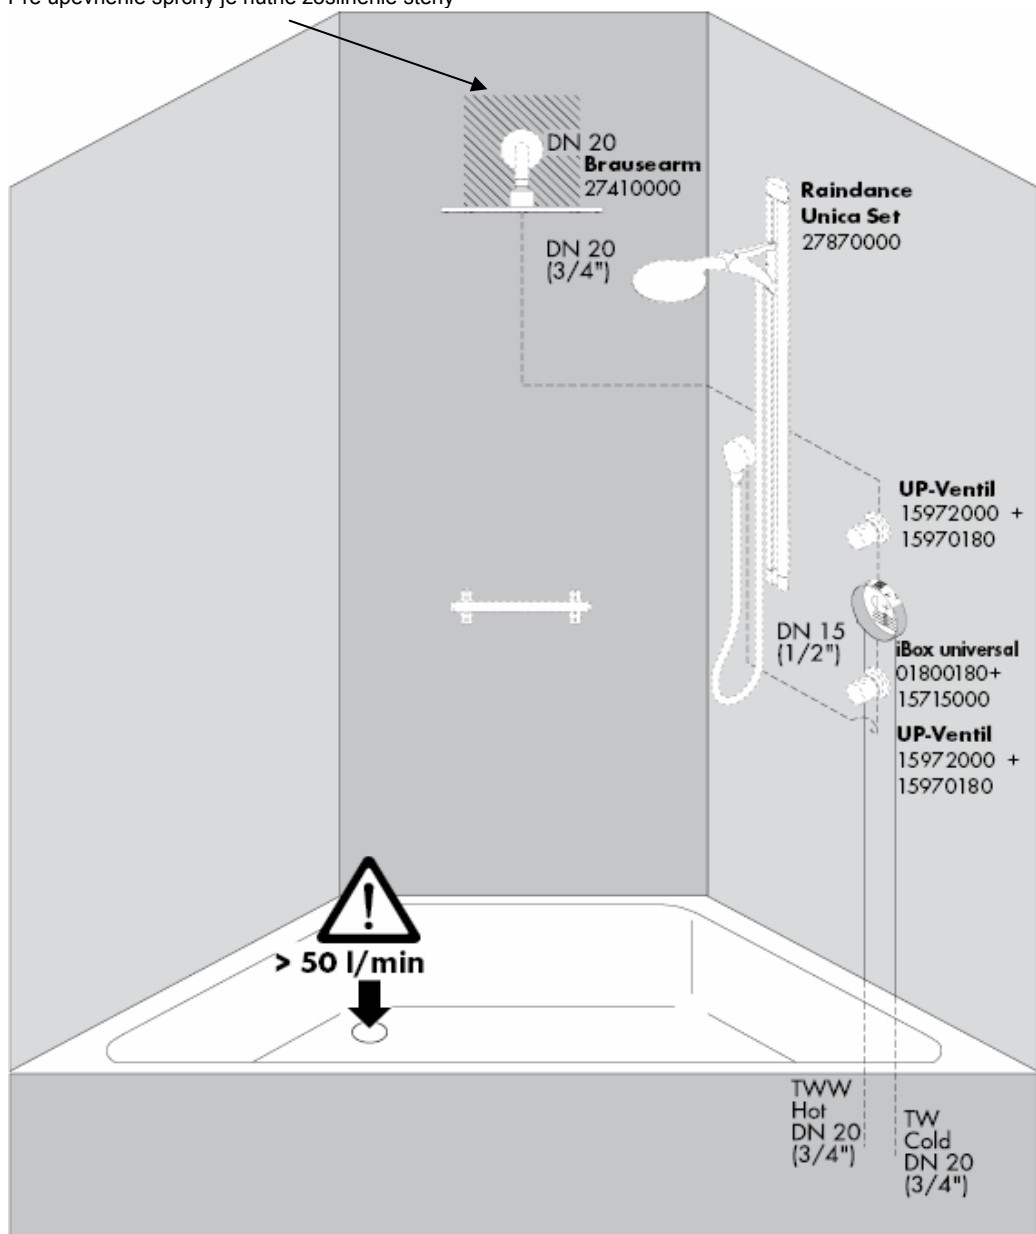 Pre upevnenie sprchy je nutné zosilnenie steny
DN 20
Brausearm
27410000
DN 20
(3/4")
Raindance
Unica Set
27870000
UP-Ventil
15972000 +
15970180
DN 15
(1/2")
iBox universal
01800180+
15715000
UP-Ventil
15972000 +
15970180
> 50 l/min
TWW
Hot
DN 20
(3/4")
TW
Cold
DN 20
(3/4")